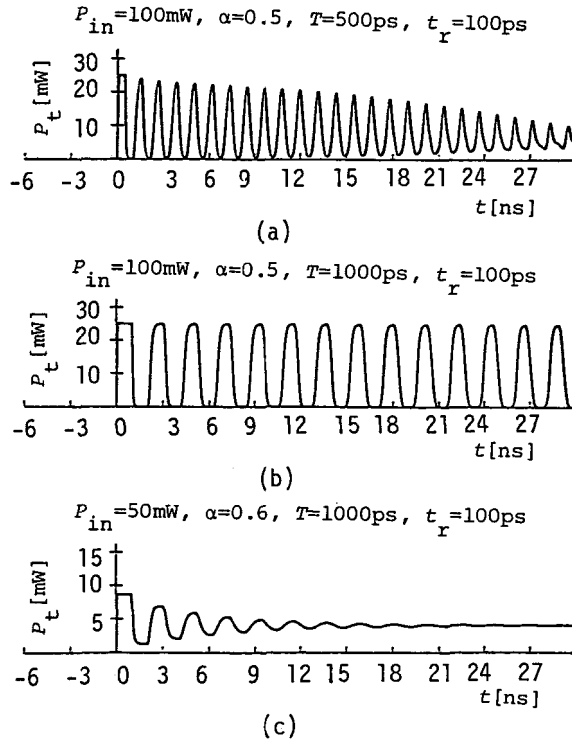 P_in=100mW, α=0.5, T=500ps, t_r=100ps
P_t [mW]
30
20
10
-6 -3 0 3 6 9 12 15 18 21 24 27
t[ns]
(a)
P_in=100mW, α=0.5, T=1000ps, t_r=100ps
P_t [mW]
30
20
10
-6 -3 0 3 6 9 12 15 18 21 24 27
t[ns]
(b)
P_in=50mW, α=0.6, T=1000ps, t_r=100ps
P_t [mW]
15
10
5
-6 -3 0 3 6 9 12 15 18 21 24 27
t[ns]
(c)